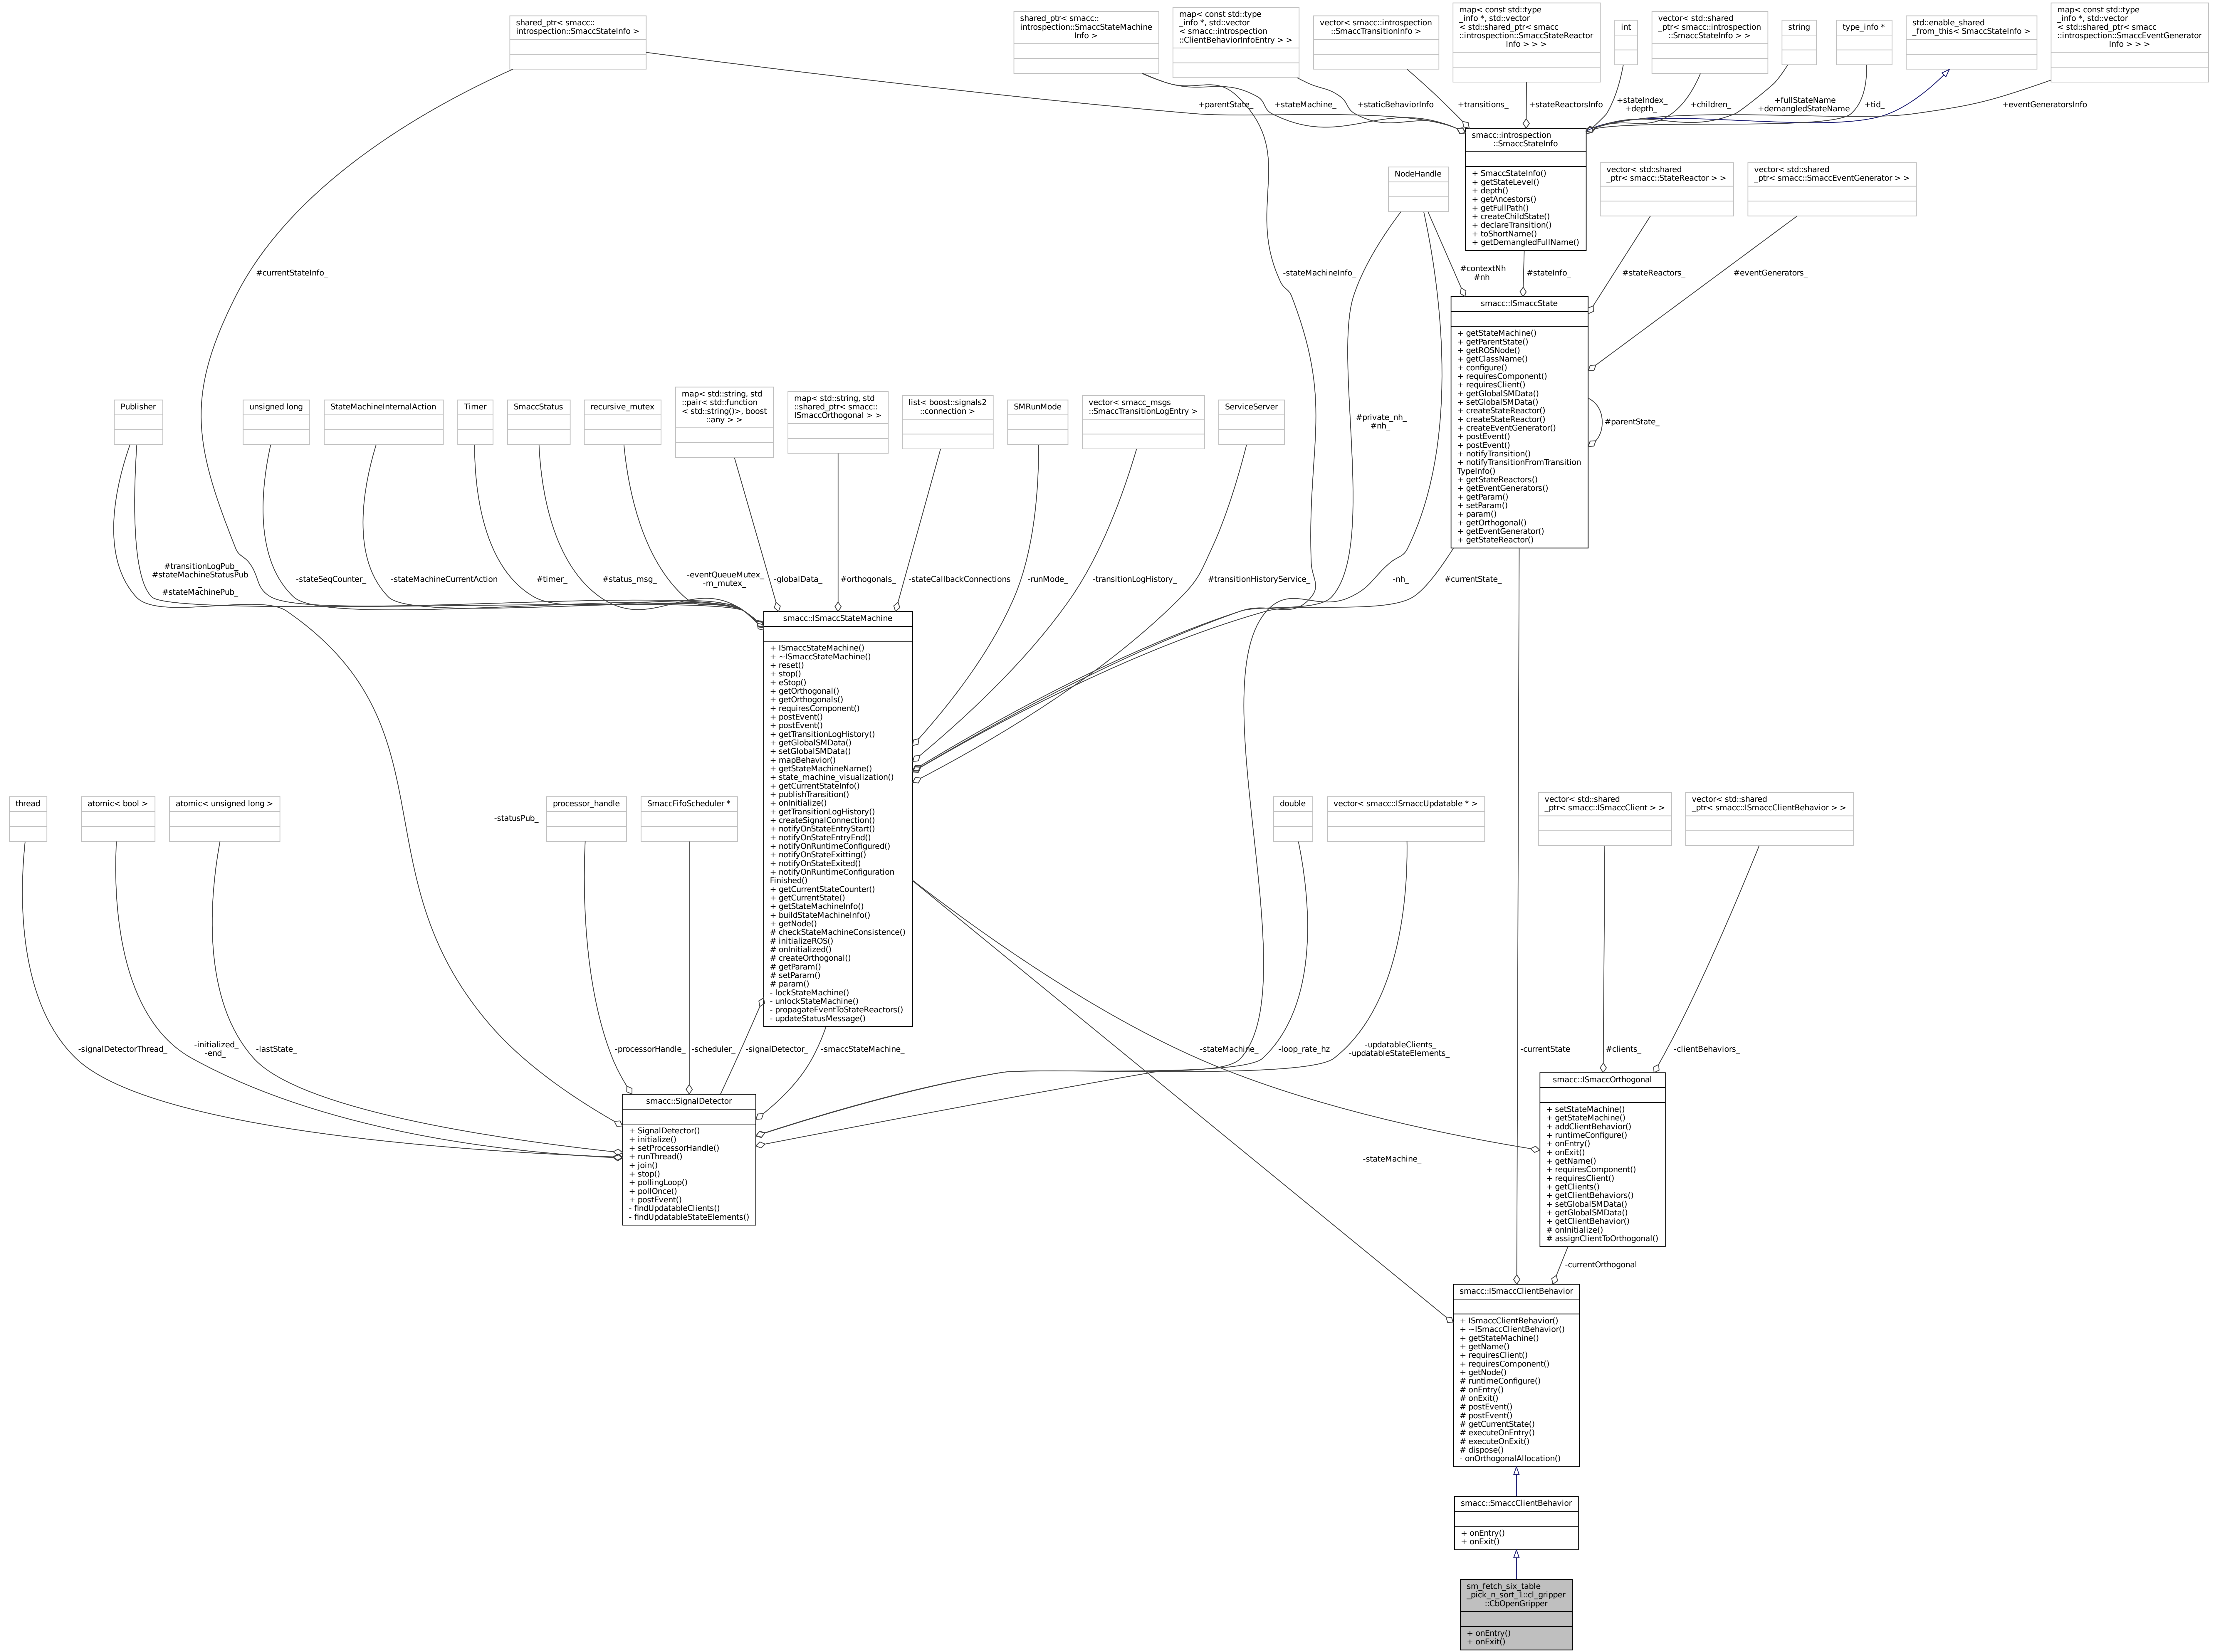 shared_ptr< smacc::
introspection::SmaccStateInfo >
shared_ptr< smacc::
introspection::SmaccStateMachine
Info >
map< const std::type
_info *, std::vector
< smacc::introspection
::ClientBehaviorInfoEntry > >
vector< smacc::introspection
::SmaccTransitionInfo >
map< const std::type
_info *, std::vector
< std::shared_ptr< smacc
::introspection::SmaccStateReactor
Info > > >
int
vector< std::shared
_ptr< smacc::introspection
::SmaccStateInfo > >
string
type_info *
std::enable_shared
_from_this< SmaccStateInfo >
map< const std::type
_info *, std::vector
< std::shared_ptr< smacc
::introspection::SmaccEventGenerator
Info > > >
+parentState_
+stateMachine_
+staticBehaviorInfo
+transitions_
+stateReactorsInfo
+stateIndex_
+depth_
+children_
+fullStateName
+demangledStateName
+tid_
+eventGeneratorsInfo
smacc::introspection
::SmaccStateInfo
+ SmaccStateInfo()
+ getStateLevel()
+ depth()
+ getAncestors()
+ getFullPath()
+ createChildState()
+ declareTransition()
+ toShortName()
+ getDemangledFullName()
NodeHandle
vector< std::shared
_ptr< smacc::StateReactor > >
vector< std::shared
_ptr< smacc::SmaccEventGenerator > >
#currentStateInfo_
-stateMachineInfo_
#contextNh
#nh
#stateInfo_
#stateReactors_
#eventGenerators_
smacc::ISmaccState
+ getStateMachine()
+ getParentState()
+ getROSNode()
+ getClassName()
+ configure()
+ requiresComponent()
+ requiresClient()
+ getGlobalSMData()
+ setGlobalSMData()
+ createStateReactor()
+ createStateReactor()
+ createEventGenerator()
+ postEvent()
+ postEvent()
+ notifyTransition()
+ notifyTransitionFromTransition
TypeInfo()
+ getStateReactors()
+ getEventGenerators()
+ getParam()
+ setParam()
+ param()
+ getOrthogonal()
+ getEventGenerator()
+ getStateReactor()
#parentState_
#private_nh_
#nh_
Publisher
unsigned long
StateMachineInternalAction
Timer
SmaccStatus
recursive_mutex
map< std::string, std
::pair< std::function
< std::string()>, boost
::any > >
map< std::string, std
::shared_ptr< smacc::
ISmaccOrthogonal > >
list< boost::signals2
::connection >
SMRunMode
vector< smacc_msgs
::SmaccTransitionLogEntry >
ServiceServer
#transitionLogPub_
#stateMachineStatusPub
_
#stateMachinePub_
-stateSeqCounter_
-stateMachineCurrentAction
#timer_
#status_msg_
-eventQueueMutex_
-m_mutex_
-globalData_
#orthogonals_
-stateCallbackConnections
-runMode_
-transitionLogHistory_
#transitionHistoryService_
-nh_
#currentState_
smacc::ISmaccStateMachine
+ ISmaccStateMachine()
+ ~ISmaccStateMachine()
+ reset()
+ stop()
+ eStop()
+ getOrthogonal()
+ getOrthogonals()
+ requiresComponent()
+ postEvent()
+ postEvent()
+ getTransitionLogHistory()
+ getGlobalSMData()
+ setGlobalSMData()
+ mapBehavior()
+ getStateMachineName()
+ state_machine_visualization()
+ getCurrentStateInfo()
+ publishTransition()
+ onInitialize()
+ getTransitionLogHistory()
+ createSignalConnection()
+ notifyOnStateEntryStart()
+ notifyOnStateEntryEnd()
+ notifyOnRuntimeConfigured()
+ notifyOnStateExitting()
+ notifyOnStateExited()
+ notifyOnRuntimeConfiguration
Finished()
+ getCurrentStateCounter()
+ getCurrentState()
+ getStateMachineInfo()
+ buildStateMachineInfo()
+ getNode()
# checkStateMachineConsistence()
# initializeROS()
# onInitialized()
# createOrthogonal()
# getParam()
# setParam()
# param()
- lockStateMachine()
- unlockStateMachine()
- propagateEventToStateReactors()
- updateStatusMessage()
thread
atomic< bool >
atomic< unsigned long >
-statusPub_
processor_handle
SmaccFifoScheduler *
double
vector< smacc::ISmaccUpdatable * >
vector< std::shared
_ptr< smacc::ISmaccClient > >
vector< std::shared
_ptr< smacc::ISmaccClientBehavior > >
-signalDetectorThread_
-initialized_
-end_
-lastState_
-processorHandle_
-scheduler_
-signalDetector_
-smaccStateMachine_
-stateMachine_
-loop_rate_hz
-updatableClients_
-updatableStateElements_
-currentState
#clients_
-clientBehaviors_
smacc::SignalDetector
+ SignalDetector()
+ initialize()
+ setProcessorHandle()
+ runThread()
+ join()
+ stop()
+ pollingLoop()
+ pollOnce()
+ postEvent()
- findUpdatableClients()
- findUpdatableStateElements()
smacc::ISmaccOrthogonal
+ setStateMachine()
+ getStateMachine()
+ addClientBehavior()
+ runtimeConfigure()
+ onEntry()
+ onExit()
+ getName()
+ requiresComponent()
+ requiresClient()
+ getClients()
+ getClientBehaviors()
+ setGlobalSMData()
+ getGlobalSMData()
+ getClientBehavior()
# onInitialize()
# assignClientToOrthogonal()
-stateMachine_
-currentOrthogonal
smacc::ISmaccClientBehavior
+ ISmaccClientBehavior()
+ ~ISmaccClientBehavior()
+ getStateMachine()
+ getName()
+ requiresClient()
+ requiresComponent()
+ getNode()
# runtimeConfigure()
# onEntry()
# onExit()
# postEvent()
# postEvent()
# getCurrentState()
# executeOnEntry()
# executeOnExit()
# dispose()
- onOrthogonalAllocation()
smacc::SmaccClientBehavior
+ onEntry()
+ onExit()
sm_fetch_six_table
_pick_n_sort_1::cl_gripper
::CbOpenGripper
+ onEntry()
+ onExit()